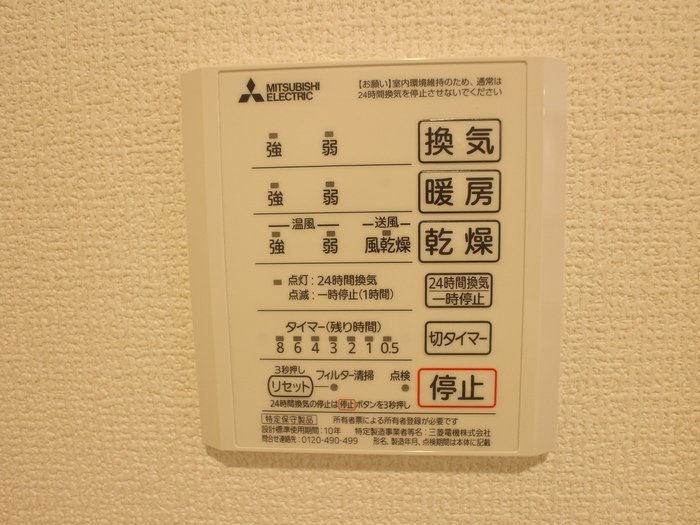 MITSUBISHI
ELECTRIC
【お願い】室内環境維持のため、通常は
24時間換気を停止させないでください
強 弱 換気
強 弱 暖房
温風 送風
強 弱 風乾燥 乾燥
点灯：24時間換気
点滅：一時停止(1時間)
24時間換気
一時停止
タイマー(残り時間)
8 6 4 3 2 1 0.5
切タイマー
3秒押し
リセット フィルター清掃 点検
停止
24時間換気の停止は停止ボタンを3秒押し
特定保守製品 所有者票による所有者登録が必要です
設計標準使用期間：10年 特定製造事業者等名：三菱電機株式会社
問合せ連絡先：0120-490-499 形名、製造年月、点検期間は本体に記載